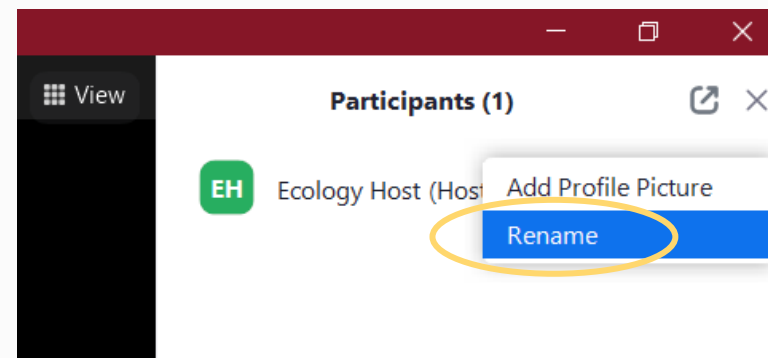 View
Participants (1)
EH
Ecology Host (Host
Add Profile Picture
Rename